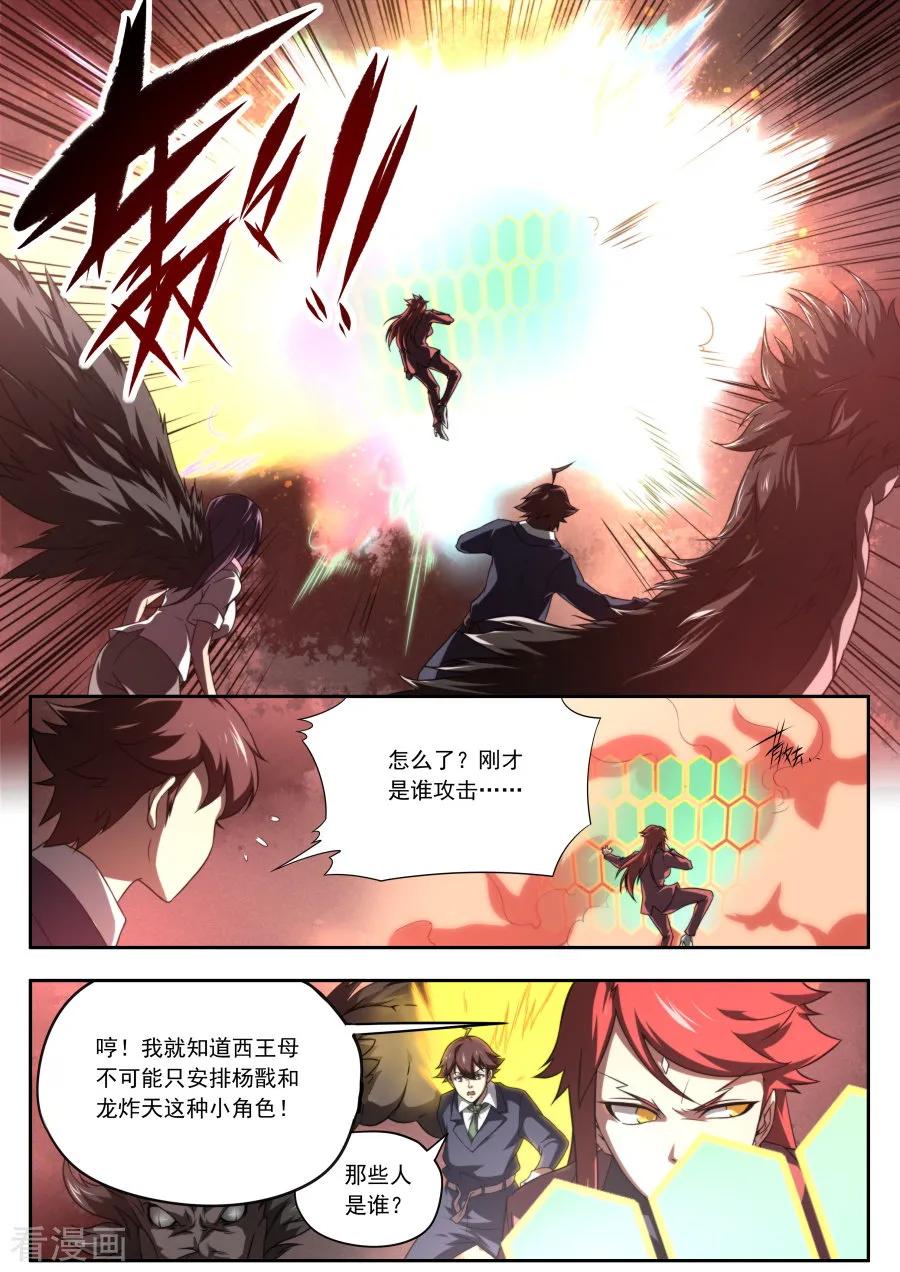 轰!!
怎么了？刚才
是谁攻击……
散去…
哼！我就知道西王母
不可能只安排杨戬和
龙炸天这种小角色！
那些人
是谁？
看漫画